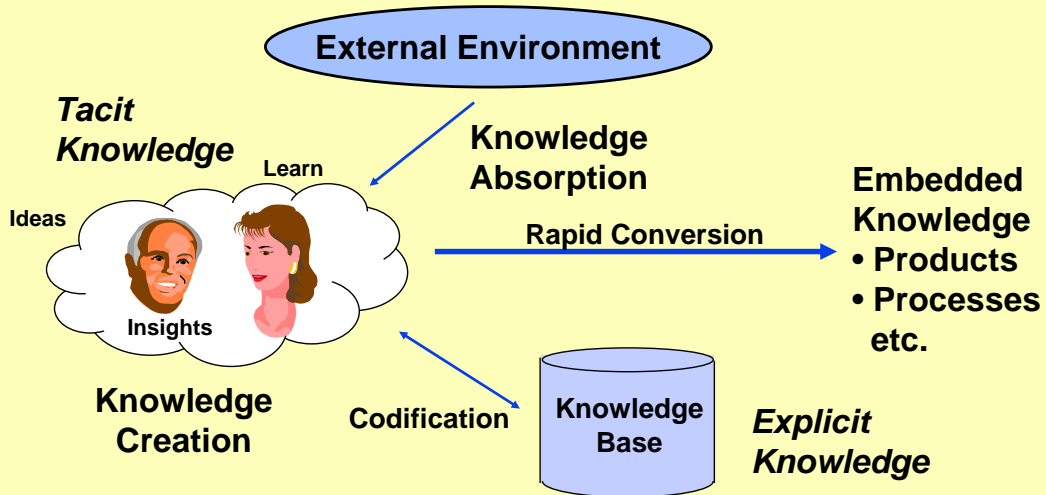 External Environment
Tacit
Knowledge
Knowledge
Absorption
Learn
Ideas
Insights
Rapid Conversion
Embedded
Knowledge
• Products
• Processes
etc.
Knowledge
Creation
Codification
Knowledge
Base
Explicit
Knowledge